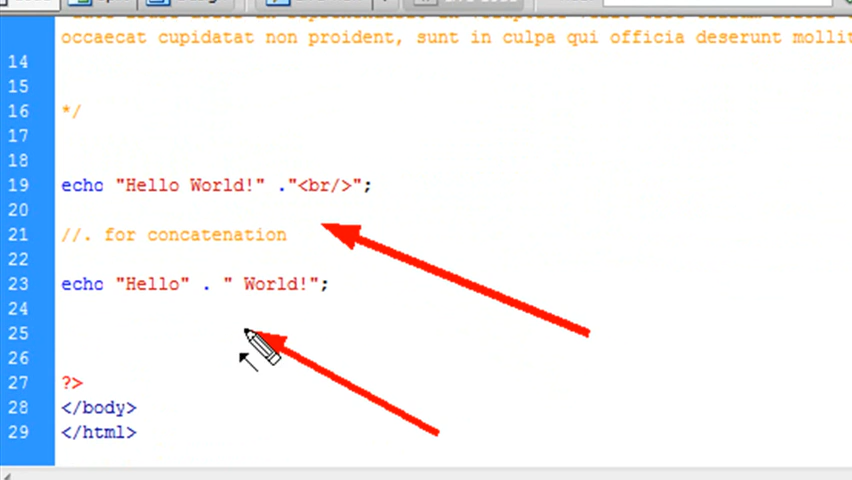 occaecat cupidatat non proident, sunt in culpa qui officia deserunt mollit
14
15
16 */
17
18
19 echo "Hello World!" ."<br/>";
20
21 //. for concatenation
22
23 echo "Hello" . " World!";
24
25
26
27 ?>
28 </body>
29 </html>